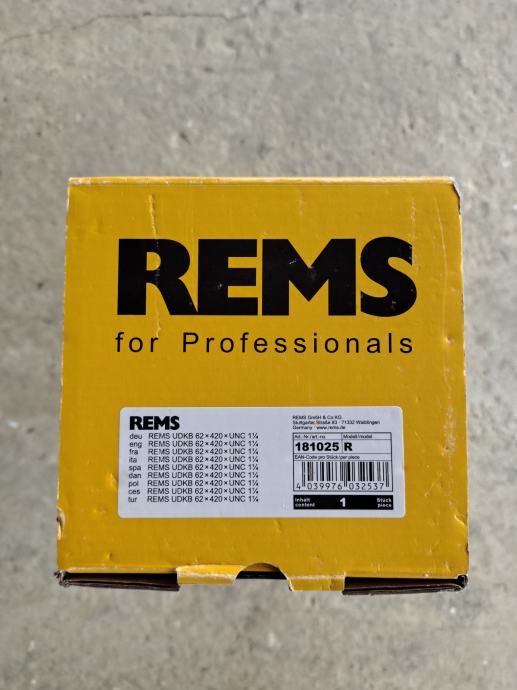 REMS
for Professionals
REMS
deu REMS UDKB 62×420×UNC 1¼
eng REMS UDKB 62×420×UNC 1¼
fra REMS UDKB 62×420×UNC 1¼
ita REMS UDKB 62×420×UNC 1¼
spa REMS UDKB 62×420×UNC 1¼
dan REMS UDKB 62×420×UNC 1¼
pol REMS UDKB 62×420×UNC 1¼
ces REMS UDKB 62×420×UNC 1¼
tur REMS UDKB 62×420×UNC 1¼
REMS GmbH & Co KG
Stuttgarter Straße 83 · 71332 Waiblingen
Germany · www.rems.de
Art.-Nr./art.-no. Modell/model
181025 R
EAN-Code pro Stück/per piece
4 039976 032537
Inhalt 1 Stück
content piece